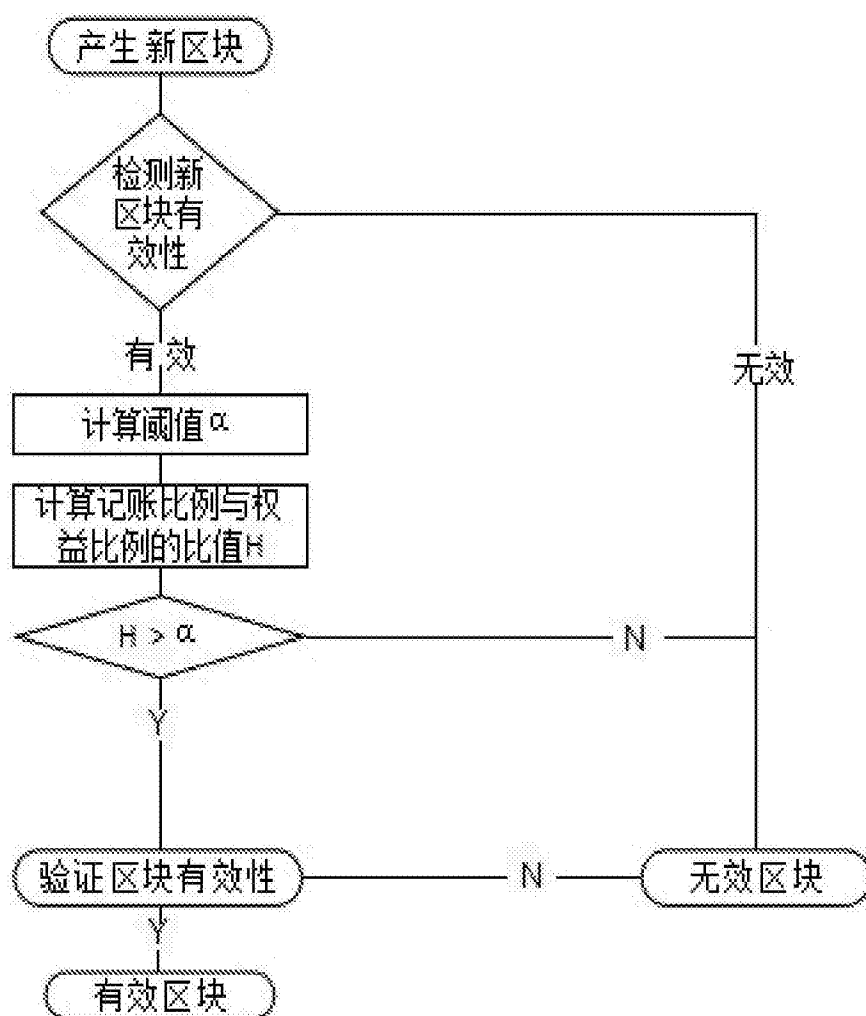 产生新区块
检测新
区块有
效性
有效
无效
计算阈值α
计算记账比例与权
益比例的比值H
H > α
N
Y
验证区块有效性
N
无效区块
Y
有效区块